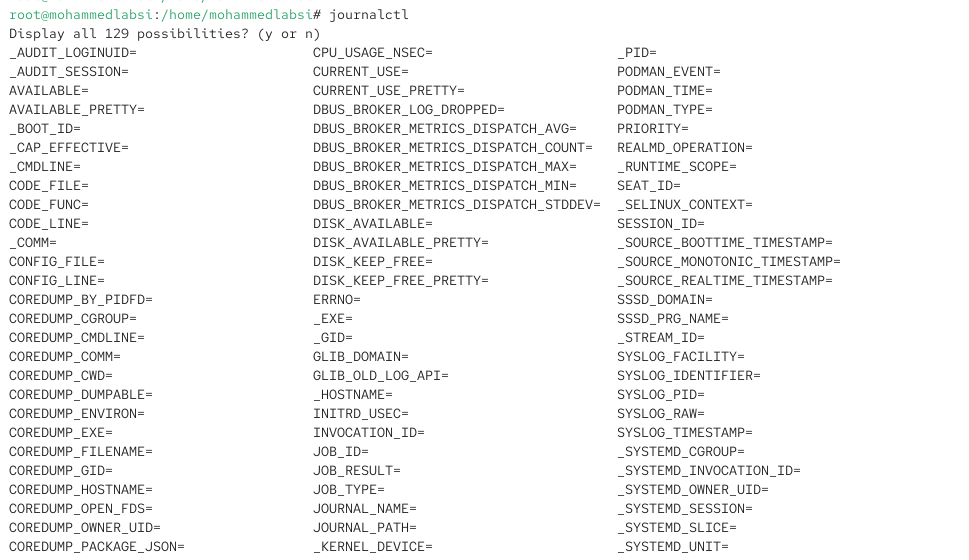 root@mohammedlabsi:/home/mohammedlabsi# journalctl
Display all 129 possibilities? (y or n)
_AUDIT_LOGINUID= CPU_USAGE_NSEC= _PID=
_AUDIT_SESSION= CURRENT_USE= PODMAN_EVENT=
AVAILABLE= CURRENT_USE_PRETTY= PODMAN_TIME=
AVAILABLE_PRETTY= DBUS_BROKER_LOG_DROPPED= PODMAN_TYPE=
_BOOT_ID= DBUS_BROKER_METRICS_DISPATCH_AVG= PRIORITY=
_CAP_EFFECTIVE= DBUS_BROKER_METRICS_DISPATCH_COUNT= REALMD_OPERATION=
_CMDLINE= DBUS_BROKER_METRICS_DISPATCH_MAX= _RUNTIME_SCOPE=
CODE_FILE= DBUS_BROKER_METRICS_DISPATCH_MIN= SEAT_ID=
CODE_FUNC= DBUS_BROKER_METRICS_DISPATCH_STDDEV= _SELINUX_CONTEXT=
CODE_LINE= DISK_AVAILABLE= SESSION_ID=
_COMM= DISK_AVAILABLE_PRETTY= _SOURCE_BOOTTIME_TIMESTAMP=
CONFIG_FILE= DISK_KEEP_FREE= _SOURCE_MONOTONIC_TIMESTAMP=
CONFIG_LINE= DISK_KEEP_FREE_PRETTY= _SOURCE_REALTIME_TIMESTAMP=
COREDUMP_BY_PIDFD= ERRNO= SSSD_DOMAIN=
COREDUMP_CGROUP= _EXE= SSSD_PRG_NAME=
COREDUMP_CMDLINE= _GID= _STREAM_ID=
COREDUMP_COMM= GLIB_DOMAIN= SYSLOG_FACILITY=
COREDUMP_CWD= GLIB_OLD_LOG_API= SYSLOG_IDENTIFIER=
COREDUMP_DUMPABLE= _HOSTNAME= SYSLOG_PID=
COREDUMP_ENVIRON= INITRD_USEC= SYSLOG_RAW=
COREDUMP_EXE= INVOCATION_ID= SYSLOG_TIMESTAMP=
COREDUMP_FILENAME= JOB_ID= _SYSTEMD_CGROUP=
COREDUMP_GID= JOB_RESULT= _SYSTEMD_INVOCATION_ID=
COREDUMP_HOSTNAME= JOB_TYPE= _SYSTEMD_OWNER_UID=
COREDUMP_OPEN_FDS= JOURNAL_NAME= _SYSTEMD_SESSION=
COREDUMP_OWNER_UID= JOURNAL_PATH= _SYSTEMD_SLICE=
COREDUMP_PACKAGE_JSON= _KERNEL_DEVICE= _SYSTEMD_UNIT=